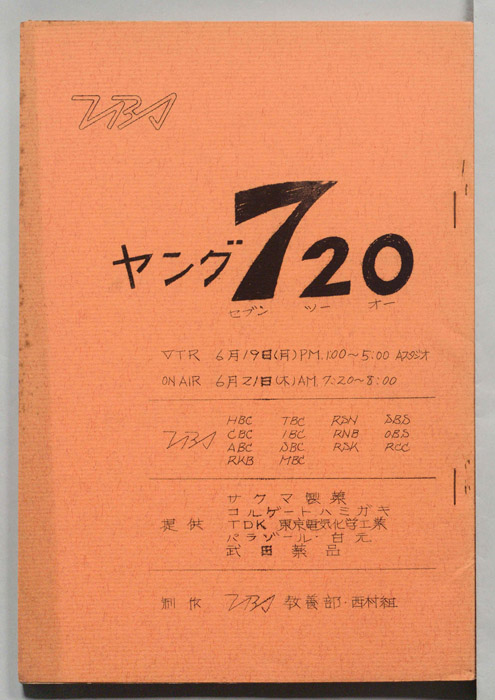 TBS
ヤング720
セブン ツー オー
VTR 6月19日(月)P.M.1:00～5:00 Aスタジオ
ON AIR 6月21日(水)A.M.7:20～8:00
HBC TBC RSN SBS
CBC IBC RNB OBS
TBS ABC SBC RSK RCC
RKB MBC
サクマ製菓
コルゲートハミガキ
提供 TDK 東京電気化学工業
パラゾール・白元
武田薬品
制作 TBS 教養部・西村組